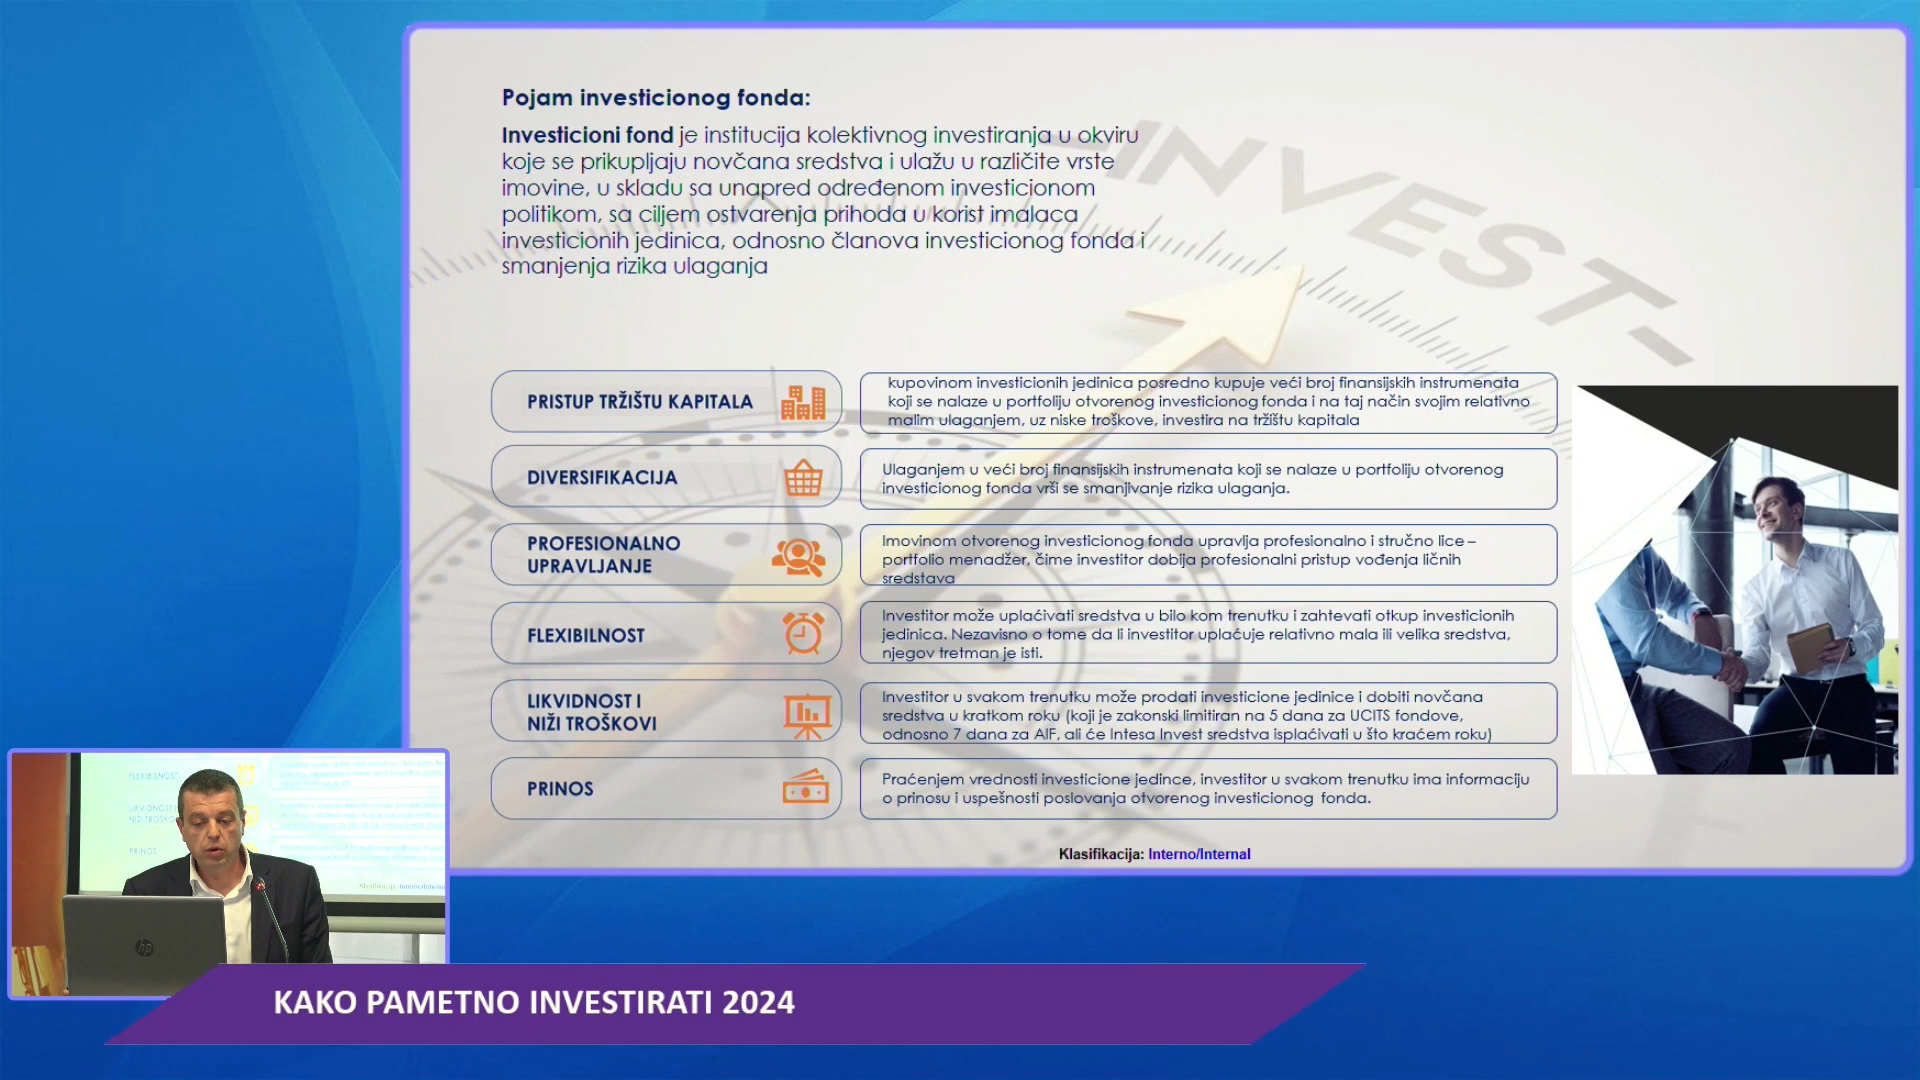 Pojam investicionog fonda:
Investicioni fond je institucija kolektivnog investiranja u okviru
koje se prikupljaju novčana sredstva i ulažu u različite vrste
imovine, u skladu sa unapred određenom investicionom
politikom, sa ciljem ostvarenja prihoda u korist imalaca
investicionih jedinica, odnosno članova investicionog fonda i
smanjenja rizika ulaganja
-INVEST-
PRISTUP TRŽIŠTU KAPITALA
kupovinom investicionih jedinica posredno kupuje veći broj finansijskih instrumenata
koji se nalaze u portfoliju otvorenog investicionog fonda i na taj način svojim relativno
malim ulaganjem, uz niske troškove, investira na tržištu kapitala
DIVERSIFIKACIJA
Ulaganjem u veći broj finansijskih instrumenata koji se nalaze u portfoliju otvorenog
investicionog fonda vrši se smanjivanje rizika ulaganja.
PROFESIONALNO
UPRAVLJANJE
Imovinom otvorenog investicionog fonda upravlja profesionalno i stručno lice –
portfolio menadžer, čime investitor dobija profesionalni pristup vođenja ličnih
sredstava
FLEXIBILNOST
Investitor može uplaćivati sredstva u bilo kom trenutku i zahtevati otkup investicionih
jedinica. Nezavisno o tome da li investitor uplaćuje relativno mala ili velika sredstva,
njegov tretman je isti.
LIKVIDNOST I
NIŽI TROŠKOVI
Investitor u svakom trenutku može prodati investicione jedinice i dobiti novčana
sredstva u kratkom roku (koji je zakonski limitiran na 5 dana za UCITS fondove,
odnosno 7 dana za AIF, ali će Intesa Invest sredstva isplaćivati u što kraćem roku)
PRINOS
Praćenjem vrednosti investicione jedince, investitor u svakom trenutku ima informaciju
o prinosu i uspešnosti poslovanja otvorenog investicionog fonda.
Klasifikacija: Interno/Internal
FLEXIBILNOST
LIKVIDNOST I
PRINOS
hp
KAKO PAMETNO INVESTIRATI 2024